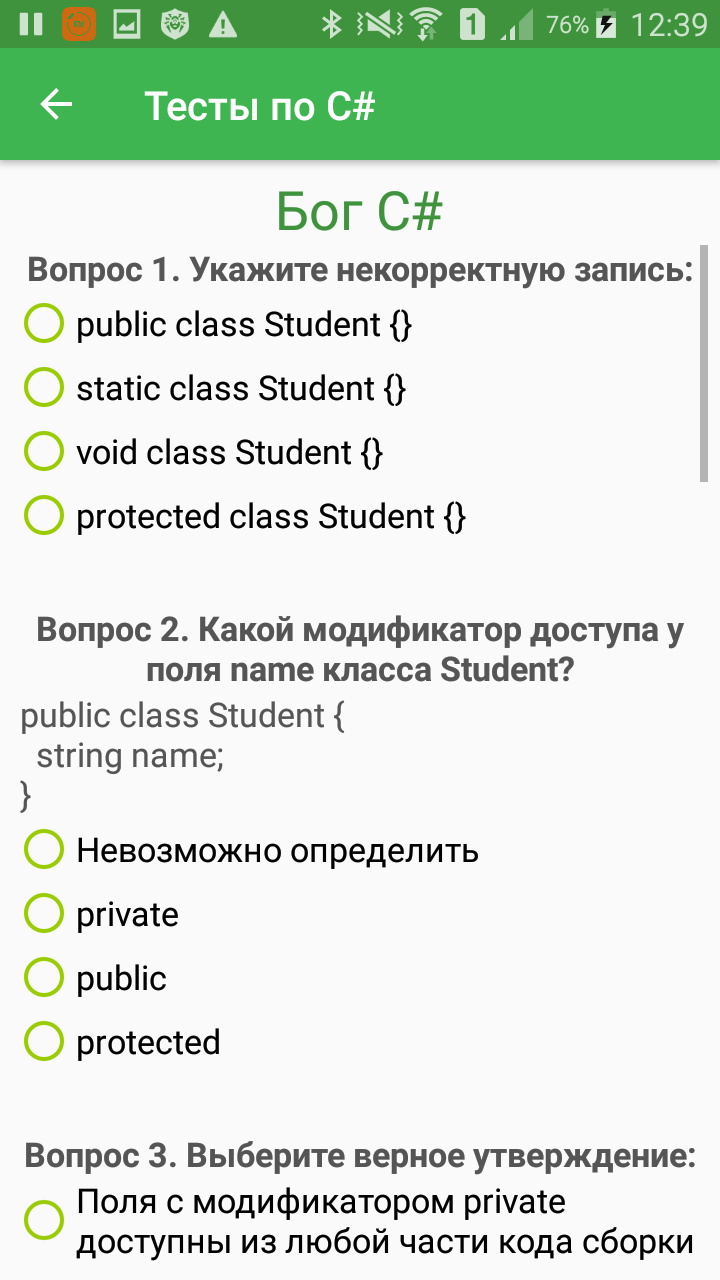 1 76% 12:39
Тесты по C#
Бог C#
Вопрос 1. Укажите некорректную запись:
public class Student {}
static class Student {}
void class Student {}
protected class Student {}
Вопрос 2. Какой модификатор доступа у
поля name класса Student?
public class Student {
string name;
}
Невозможно определить
private
public
protected
Вопрос 3. Выберите верное утверждение:
Поля с модификатором private
доступны из любой части кода сборки